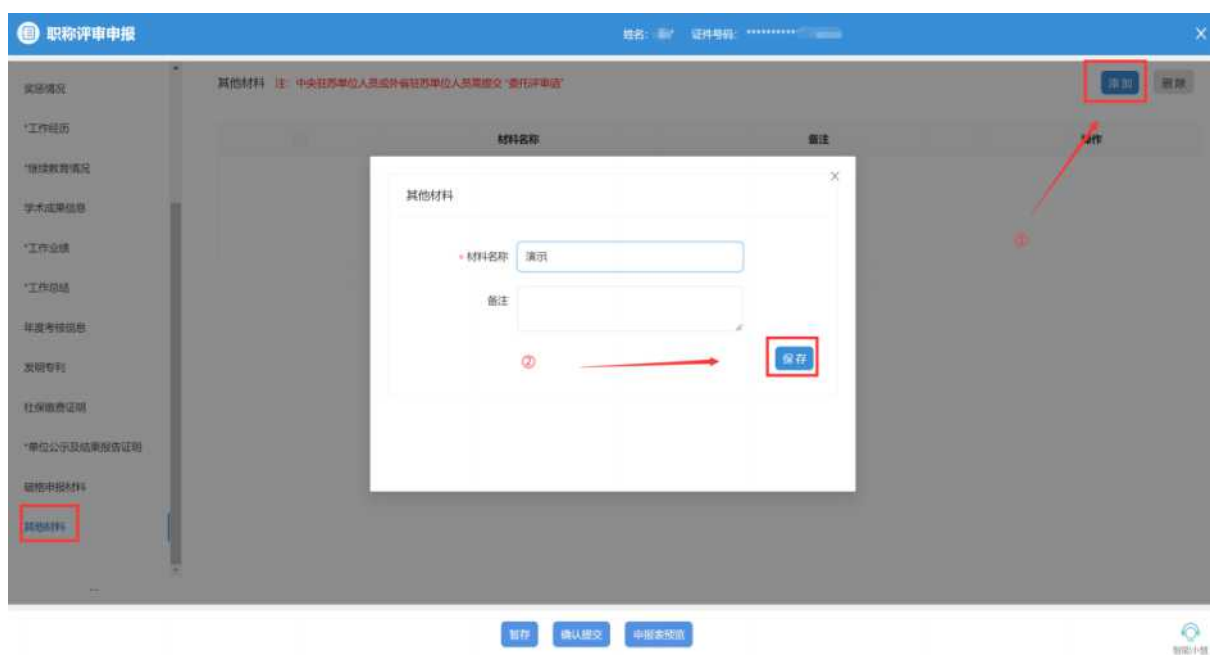 职称评审申报
姓名: 证件号码: **********
奖惩情况
*工作经历
*继续教育情况
学术成果信息
*工作业绩
*工作总结
年度考核信息
发明专利
社保缴费证明
*单位公示及结果报告证明
破格申报材料
其他材料
其他材料 注：中央驻苏单位人员或外省驻苏单位人员需提交“委托评审函”
添加 删除
材料名称 备注 操作
①
其他材料
*材料名称 演示
备注
②
保存
暂存 确认提交 申报表预览
智能小慧